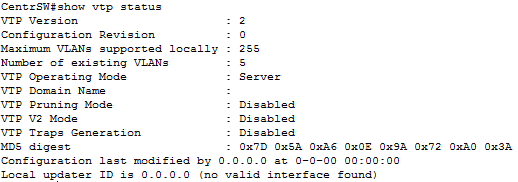 CentrSW#show vtp status
VTP Version : 2
Configuration Revision : 0
Maximum VLANs supported locally : 255
Number of existing VLANs : 5
VTP Operating Mode : Server
VTP Domain Name :
VTP Pruning Mode : Disabled
VTP V2 Mode : Disabled
VTP Traps Generation : Disabled
MD5 digest : 0x7D 0x5A 0xA6 0x0E 0x9A 0x72 0xA0 0x3A
Configuration last modified by 0.0.0.0 at 0-0-00 00:00:00
Local updater ID is 0.0.0.0 (no valid interface found)